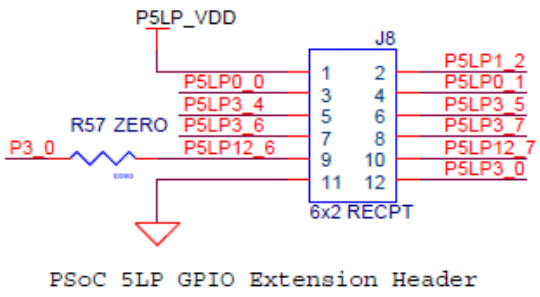 P5LP_VDD
J8
1 2 P5LP1_2
P5LP0_0 3 4 P5LP0_1
P5LP3_4 5 6 P5LP3_5
R57 ZERO P5LP3_6 7 8 P5LP3_7
P3_0 P5LP12_6 9 10 P5LP12_7
11 12 P5LP3_0
6x2 RECPT
PSoC 5LP GPIO Extension Header